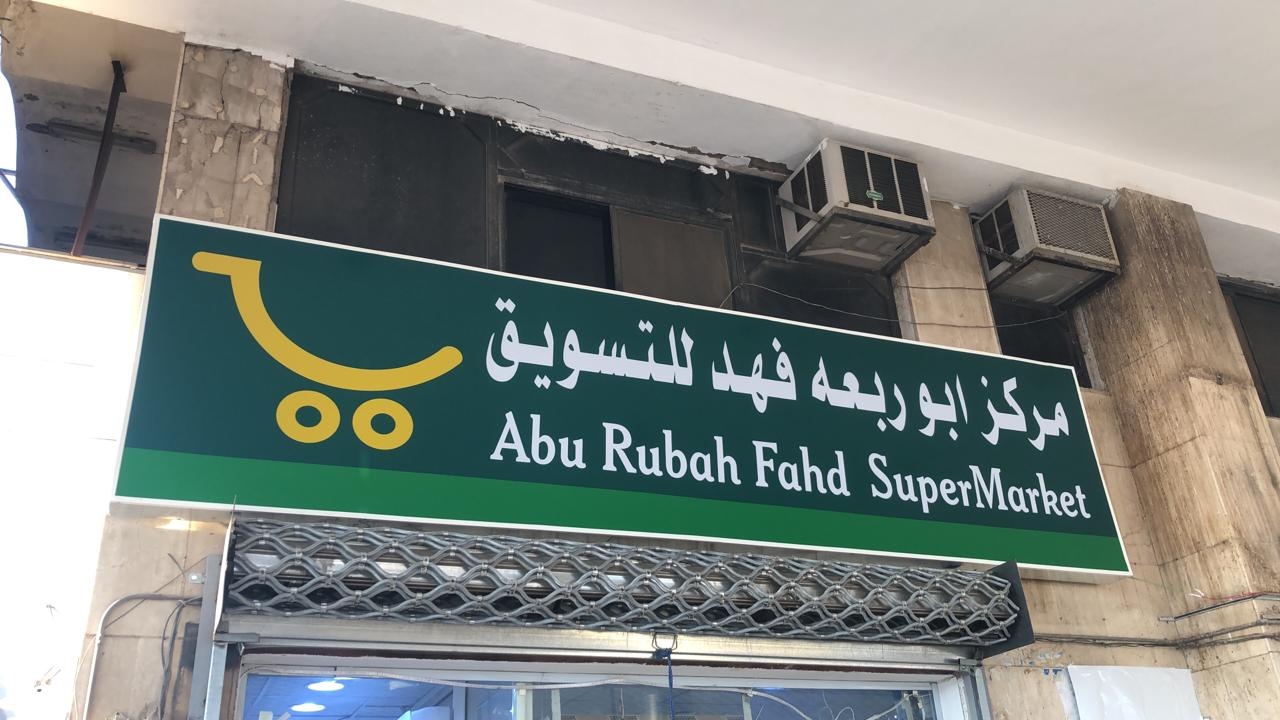 مركز ابو ربعه فهد للتسويق
Abu Rubah Fahd SuperMarket